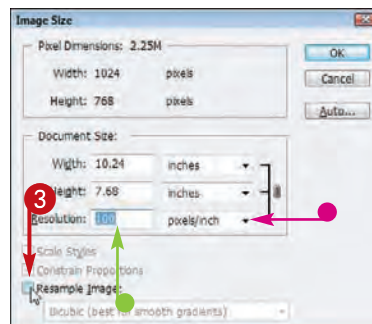 Image Size
Pixel Dimensions: 2.25M
Width: 1024 pixels
Height: 768 pixels
OK
Cancel
Auto...
Document Size:
Width: 10.24 inches
Height: 7.68 inches
3
Resolution: 100 pixels/inch
Scale Styles
Constrain Proportions
Resample Image:
Bicubic (best for smooth gradients)